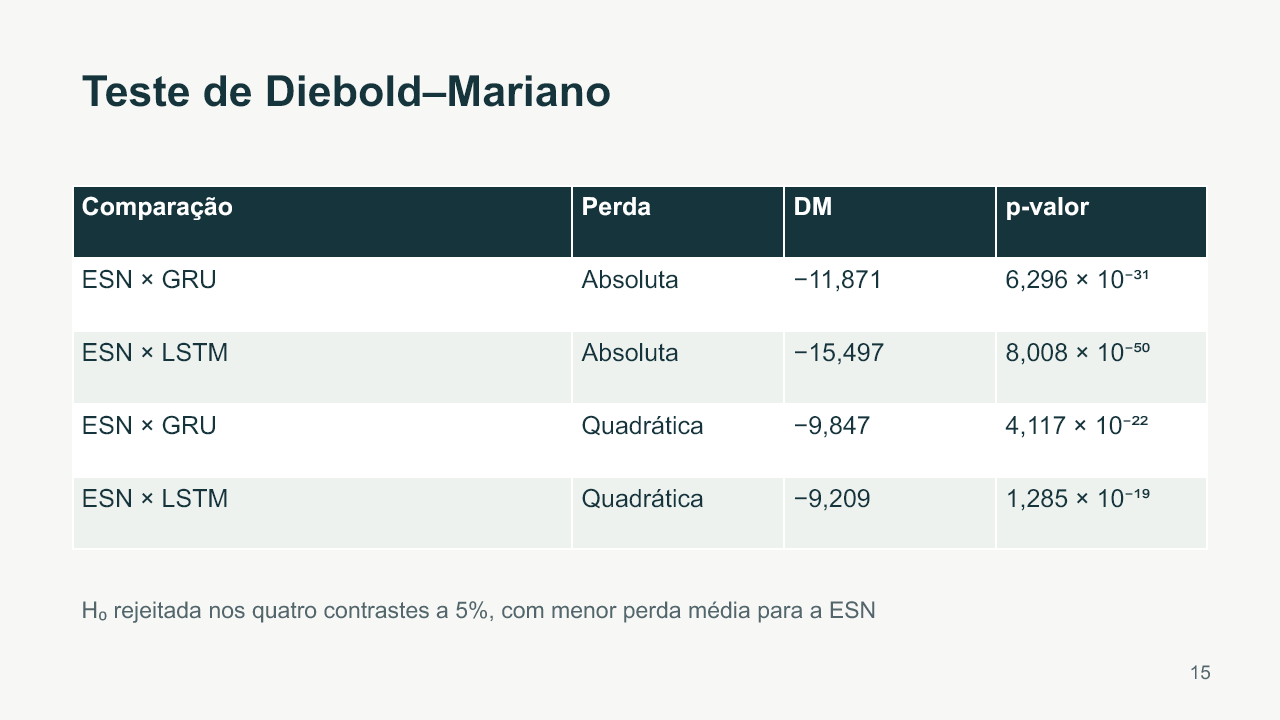 Teste de Diebold–Mariano
Comparação Perda DM p-valor
ESN × GRU Absoluta −11,871 6,296 × 10⁻³¹
ESN × LSTM Absoluta −15,497 8,008 × 10⁻⁵⁰
ESN × GRU Quadrática −9,847 4,117 × 10⁻²²
ESN × LSTM Quadrática −9,209 1,285 × 10⁻¹⁹
H₀ rejeitada nos quatro contrastes a 5%, com menor perda média para a ESN
15